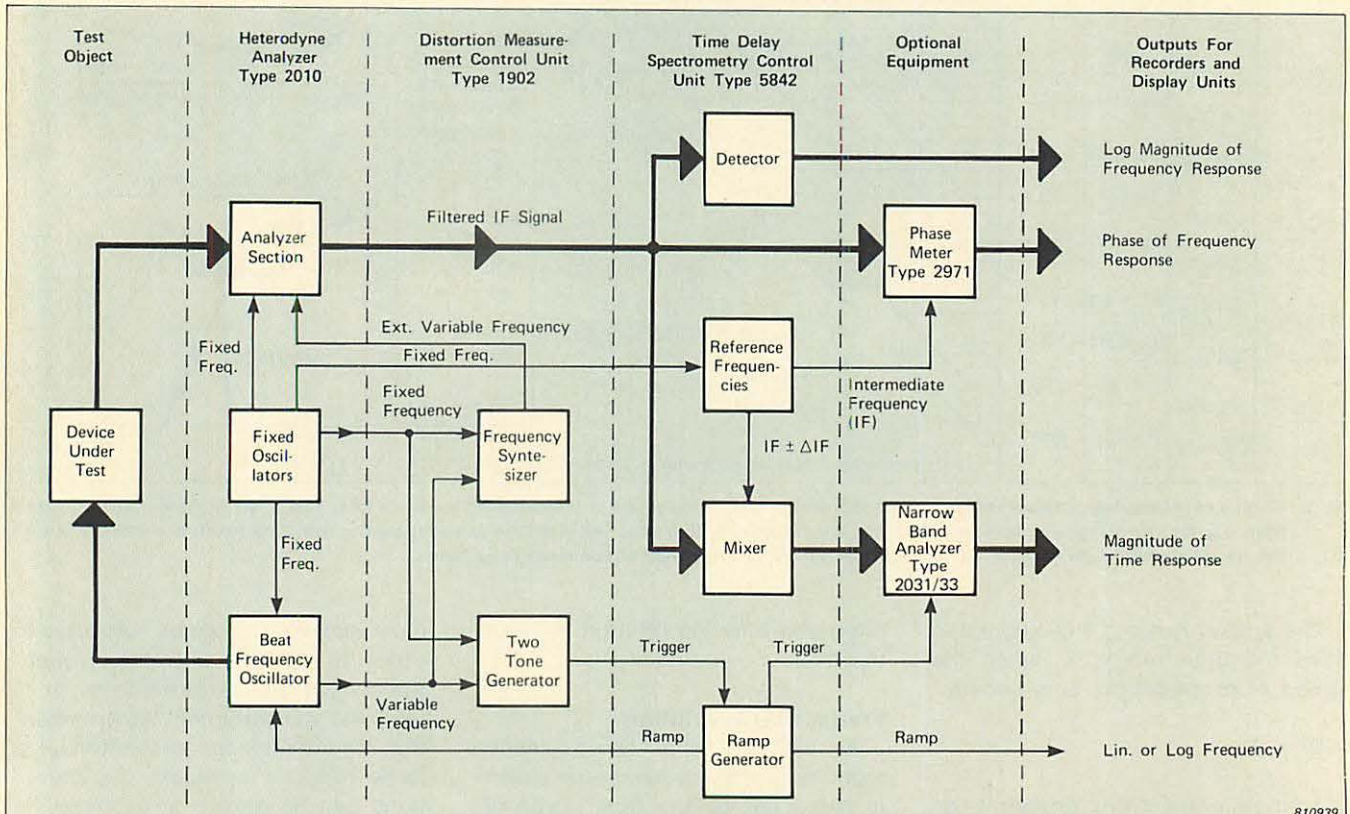 Test
Object
Heterodyne
Analyzer
Type 2010
Distortion Measure-
ment Control Unit
Type 1902
Time Delay
Spectrometry Control
Unit Type 5842
Optional
Equipment
Outputs For
Recorders and
Display Units
Detector
Log Magnitude of
Frequency Response
Analyzer
Section
Filtered IF Signal
Phase
Meter
Type 2971
Phase of Frequency
Response
Ext. Variable Frequency
Fixed
Freq.
Fixed Freq.
Reference
Frequen-
cies
Fixed
Frequency
Intermediate
Frequency
(IF)
Device
Under
Test
Fixed
Oscil-
lators
Frequency
Synte-
sizer
IF ± ΔIF
Fixed
Freq.
Mixer
Narrow
Band
Analyzer
Type
2031/33
Magnitude of
Time Response
Beat
Frequency
Oscillator
Two
Tone
Generator
Trigger
Trigger
Variable
Frequency
Ramp
Ramp
Generator
Ramp
Lin. or Log Frequency
810939